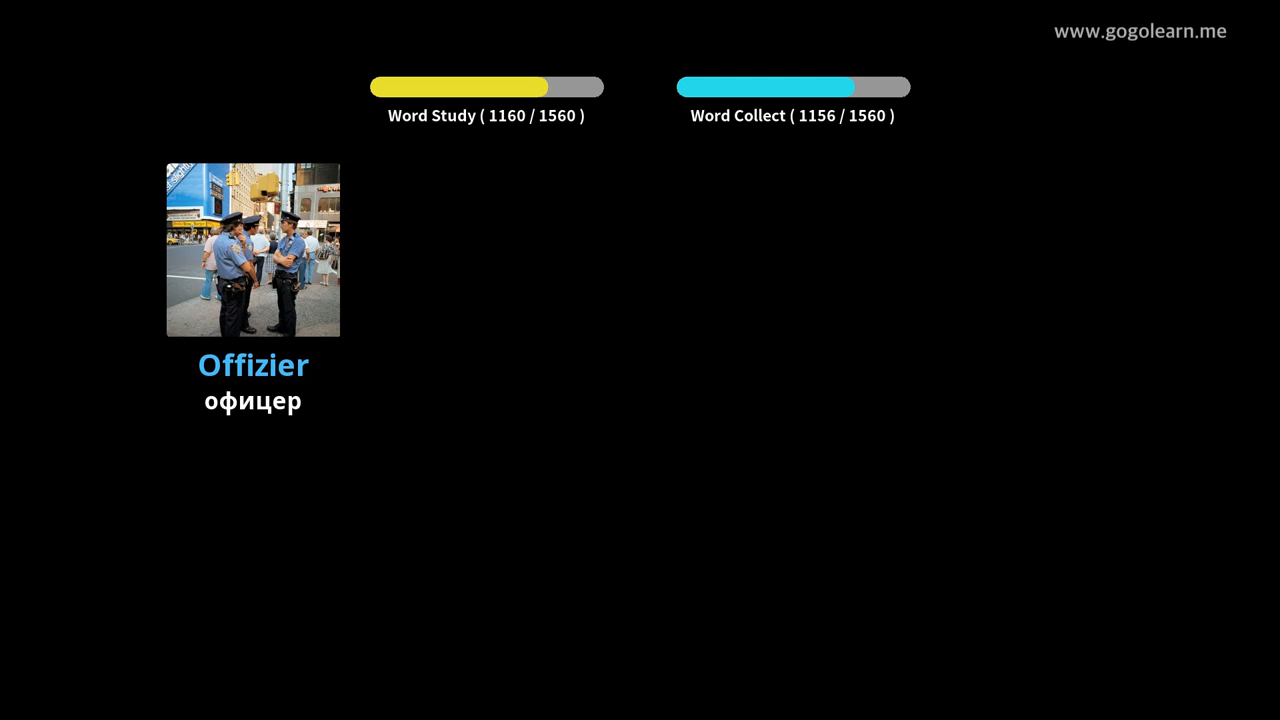 www.gogolearn.me
Word Study ( 1160 / 1560 )
Word Collect ( 1156 / 1560 )
Offizier
офицер